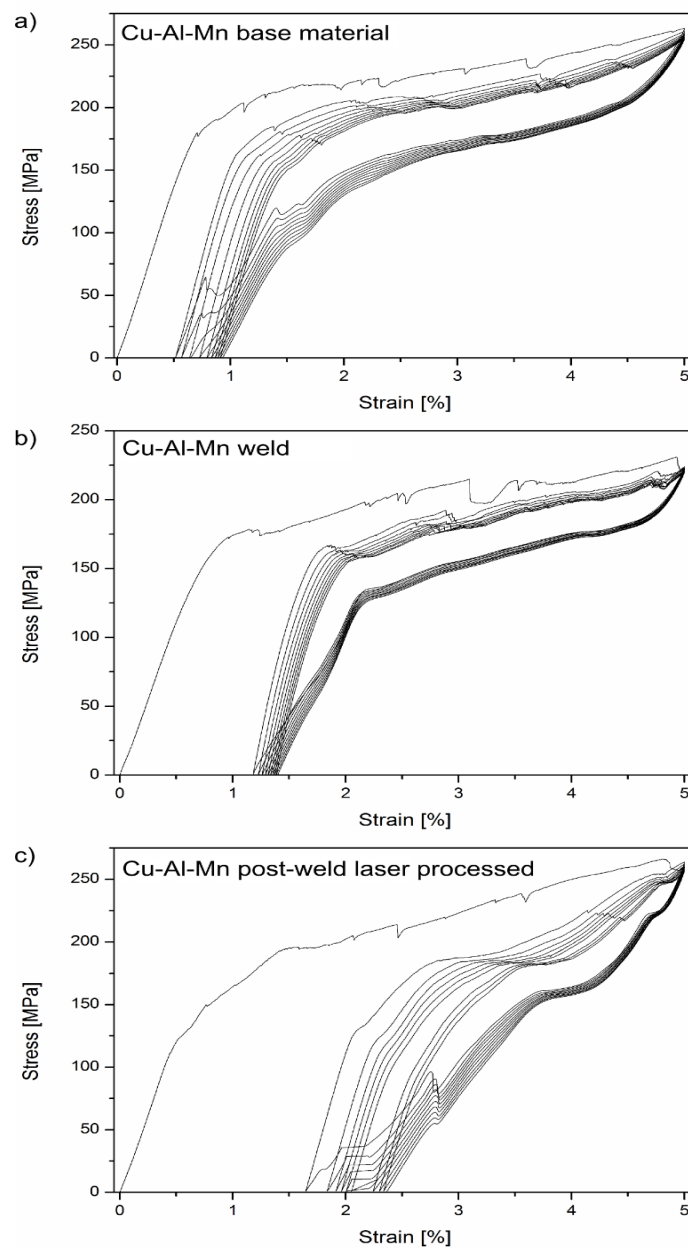 a)
Cu-Al-Mn base material
250
200
150
100
50
0
Stress [MPa]
0 1 2 3 4 5
Strain [%]
b)
Cu-Al-Mn weld
250
200
150
100
50
0
Stress [MPa]
0 1 2 3 4 5
Strain [%]
c)
Cu-Al-Mn post-weld laser processed
250
200
150
100
50
0
Stress [MPa]
0 1 2 3 4 5
Strain [%]